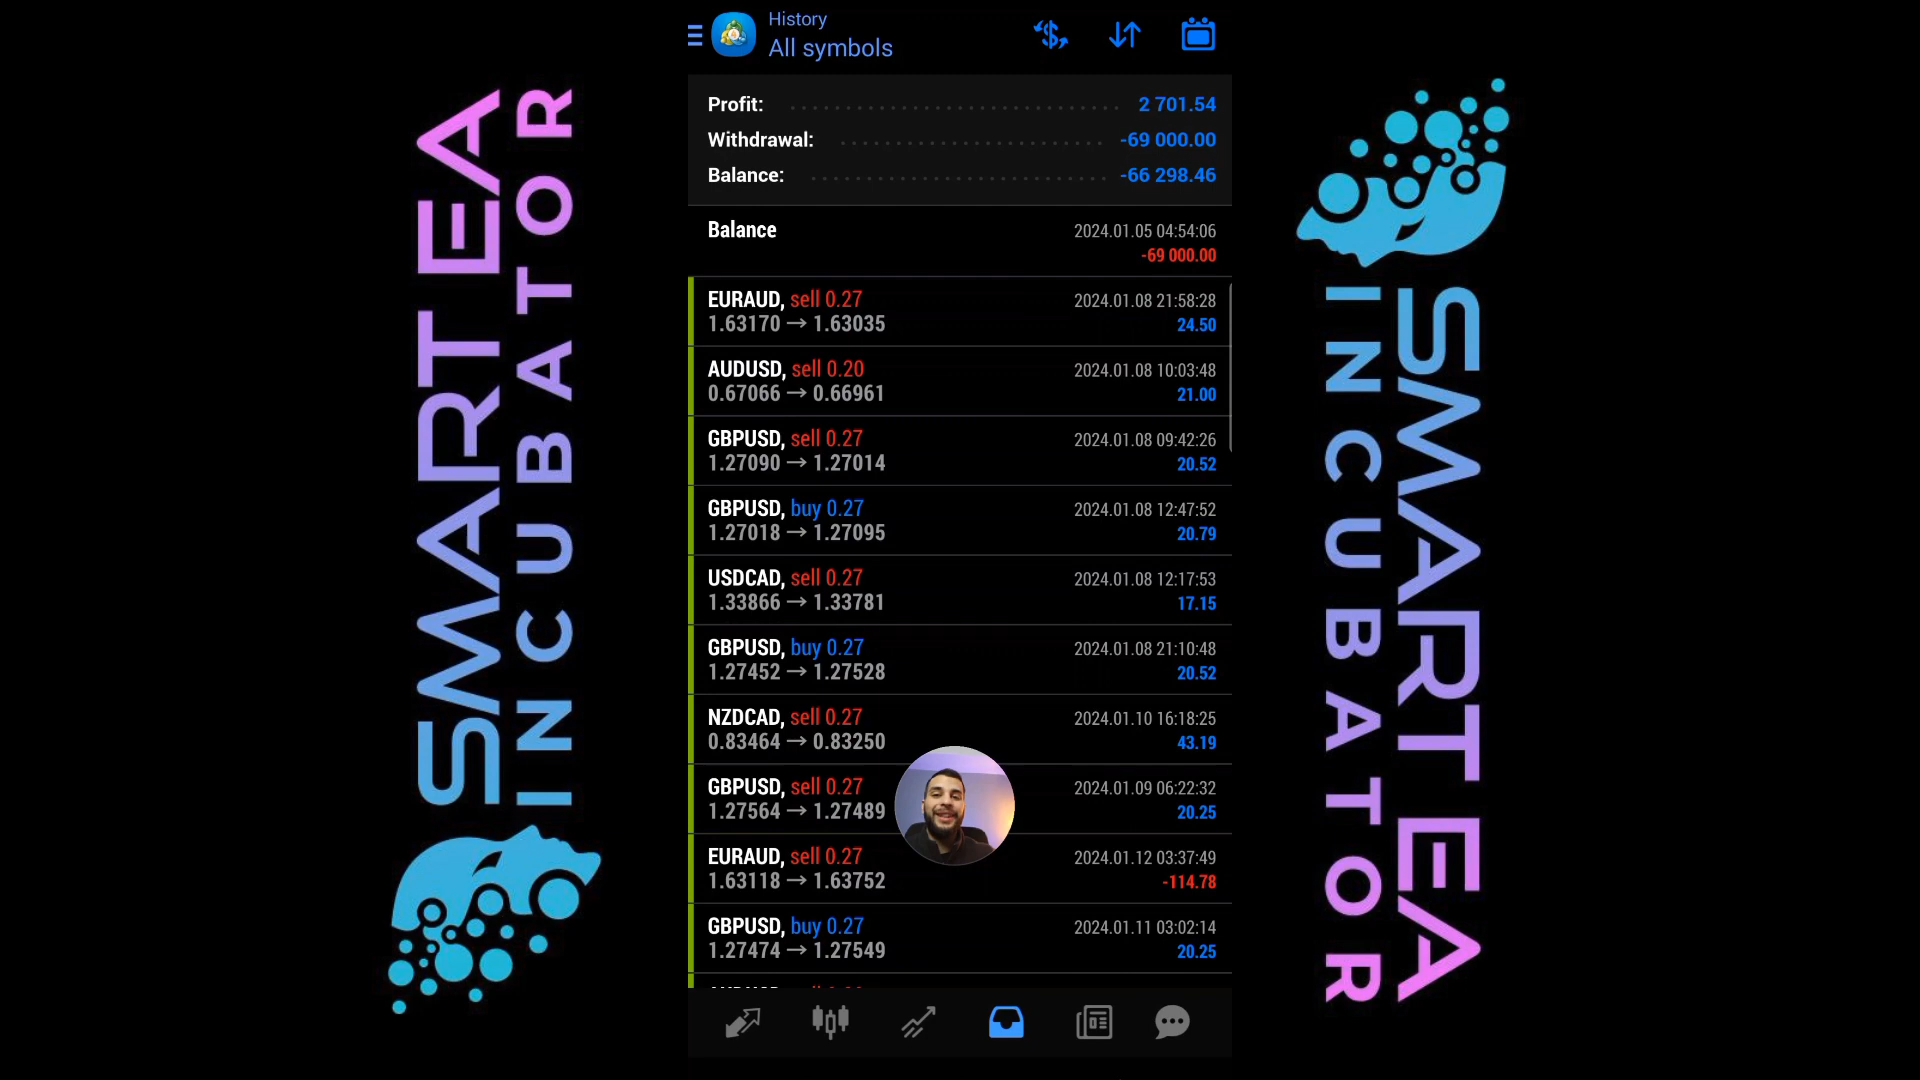 SMART EA
INCUBATOR
History
All symbols
Profit: 2 701.54
Withdrawal: -69 000.00
Balance: -66 298.46
Balance 2024.01.05 04:54:06
-69 000.00
EURAUD, sell 0.27 2024.01.08 21:58:28
1.63170 → 1.63035 24.50
AUDUSD, sell 0.20 2024.01.08 10:03:48
0.67066 → 0.66961 21.00
GBPUSD, sell 0.27 2024.01.08 09:42:26
1.27090 → 1.27014 20.52
GBPUSD, buy 0.27 2024.01.08 12:47:52
1.27018 → 1.27095 20.79
USDCAD, sell 0.27 2024.01.08 12:17:53
1.33866 → 1.33781 17.15
GBPUSD, buy 0.27 2024.01.08 21:10:48
1.27452 → 1.27528 20.52
NZDCAD, sell 0.27 2024.01.10 16:18:25
0.83464 → 0.83250 43.19
GBPUSD, sell 0.27 2024.01.09 06:22:32
1.27564 → 1.27489 20.25
EURAUD, sell 0.27 2024.01.12 03:37:49
1.63118 → 1.63752 -114.78
GBPUSD, buy 0.27 2024.01.11 03:02:14
1.27474 → 1.27549 20.25
SMART EA
INCUBATOR